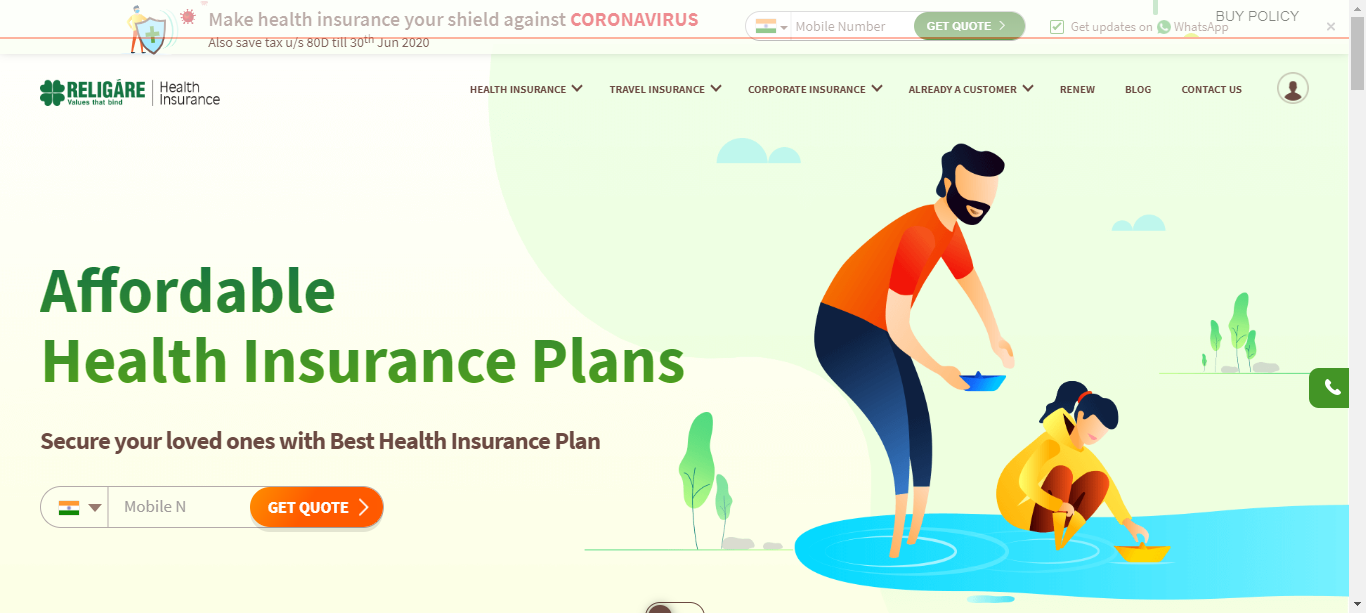 Make health insurance your shield against CORONAVIRUS
Also save tax u/s 80D till 30th Jun 2020
Mobile Number
GET QUOTE
Get updates on WhatsApp
BUY POLICY
RELIGÁRE
Values that bind
Health
Insurance
HEALTH INSURANCE
TRAVEL INSURANCE
CORPORATE INSURANCE
ALREADY A CUSTOMER
RENEW
BLOG
CONTACT US
Affordable
Health Insurance Plans
Secure your loved ones with Best Health Insurance Plan
Mobile N
GET QUOTE